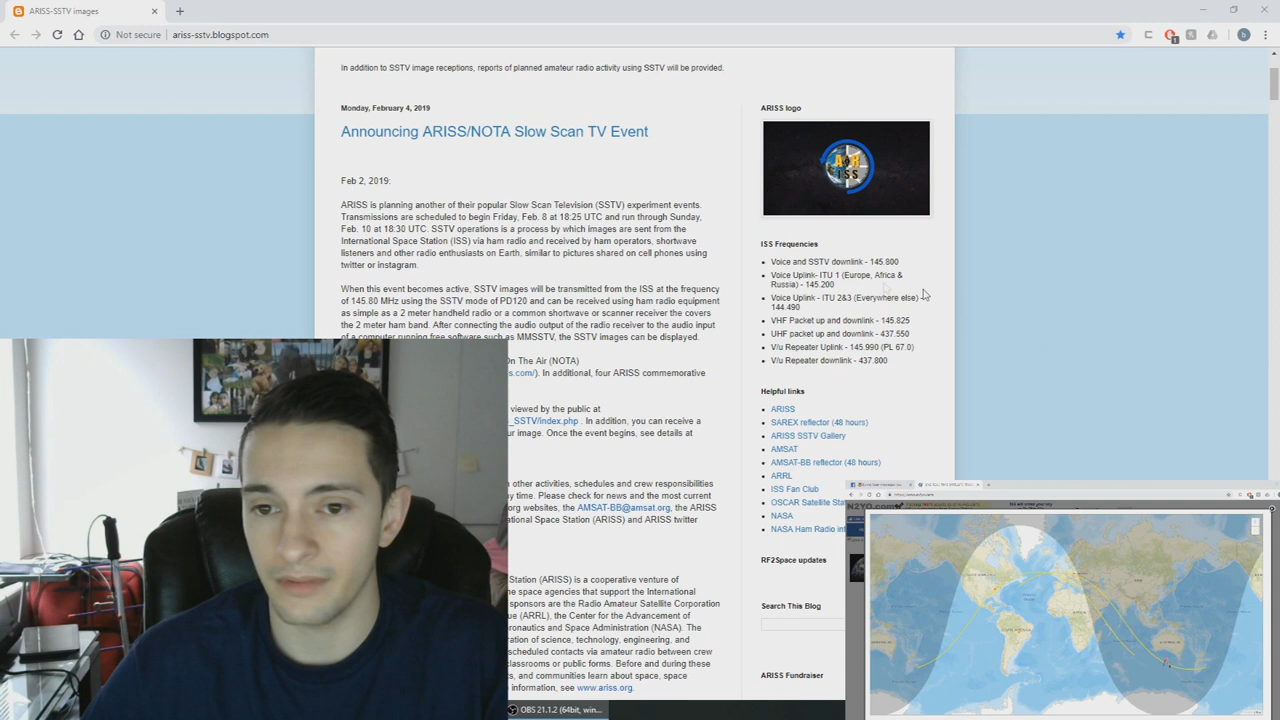 ARISS-SSTV images
Not secure
ariss-sstv.blogspot.com
In addition to SSTV image receptions, reports of planned amateur radio activity using SSTV will be provided.
Monday, February 4, 2019
Announcing ARISS/NOTA Slow Scan TV Event
Feb 2, 2019:
ARISS is planning another of their popular Slow Scan Television (SSTV) experiment events.
Transmissions are scheduled to begin Friday, Feb. 8 at 18:25 UTC and run through Sunday,
Feb. 10 at 18:30 UTC. SSTV operations is a process by which images are sent from the
International Space Station (ISS) via ham radio and received by ham operators, shortwave
listeners and other radio enthusiasts on Earth, similar to pictures shared on cell phones using
twitter or instagram.
When this event becomes active, SSTV images will be transmitted from the ISS at the frequency
of 145.80 MHz using the SSTV mode of PD120 and can be received using ham radio equipment
as simple as a 2 meter handheld radio or a common shortwave or scanner receiver the covers
the 2 meter ham band. After connecting the audio output of the radio receiver to the audio input
of a computer running free software such as MMSSTV, the SSTV images can be displayed.
On The Air (NOTA)
s.com/). In additional, four ARISS commemorative
viewed by the public at
_SSTV/index.php . In addition, you can receive a
ur image. Once the event begins, see details at
other activities, schedules and crew responsibilities
ny time. Please check for news and the most current
org websites, the AMSAT-BB@amsat.org, the ARISS
ational Space Station (ARISS) and ARISS twitter
Station (ARISS) is a cooperative venture of
he space agencies that support the International
sponsors are the Radio Amateur Satellite Corporation
ue (ARRL), the Center for the Advancement of
eronautics and Space Administration (NASA). The
ration of science, technology, engineering, and
scheduled contacts via amateur radio between crew
classrooms or public forms. Before and during these
ts, and communities learn about space, space
information, see www.ariss.org.
ARISS logo
AR
ISS
ISS Frequencies
Voice and SSTV downlink - 145.800
Voice Uplink- ITU 1 (Europe, Africa &
Russia) - 145.200
Voice Uplink - ITU 2&3 (Everywhere else) -
144.490
VHF Packet up and downlink - 145.825
UHF packet up and downlink - 437.550
V/u Repeater Uplink - 145.990 (PL 67.0)
V/u Repeater downlink - 437.800
Helpful links
ARISS
SAREX reflector (48 hours)
ARISS SSTV Gallery
AMSAT
AMSAT-BB reflector (48 hours)
ARRL
ISS Fan Club
OSCAR Satellite Sta
NASA
NASA Ham Radio in
RF2Space updates
Search This Blog
ARISS Fundraiser
N2YO.com
OBS 21.1.2 (64bit, win...